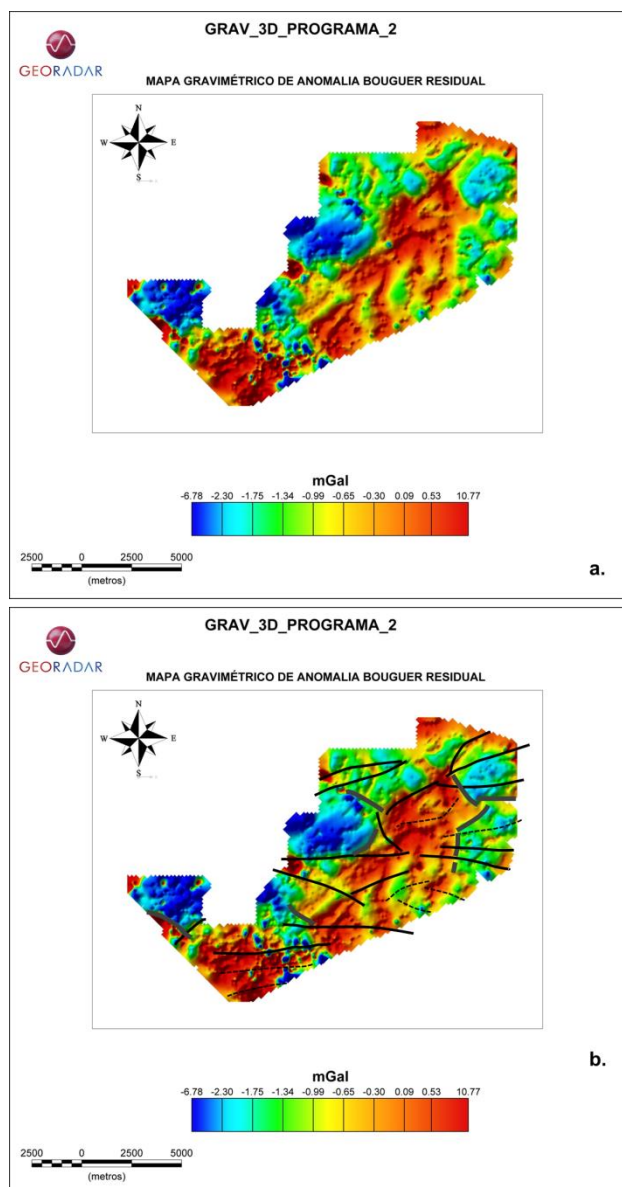 GRAV_3D_PROGRAMA_2
GEORADAR
MAPA GRAVIMÉTRICO DE ANOMALIA BOUGUER RESIDUAL
N
W E
S
mGal
-6.78 -2.30 -1.75 -1.34 -0.99 -0.65 -0.30 0.09 0.53 10.77
2500 0 2500 5000
(metros)
a.
GRAV_3D_PROGRAMA_2
GEORADAR
MAPA GRAVIMÉTRICO DE ANOMALIA BOUGUER RESIDUAL
N
W E
S
mGal
-6.78 -2.30 -1.75 -1.34 -0.99 -0.65 -0.30 0.09 0.53 10.77
2500 0 2500 5000
(metros)
b.